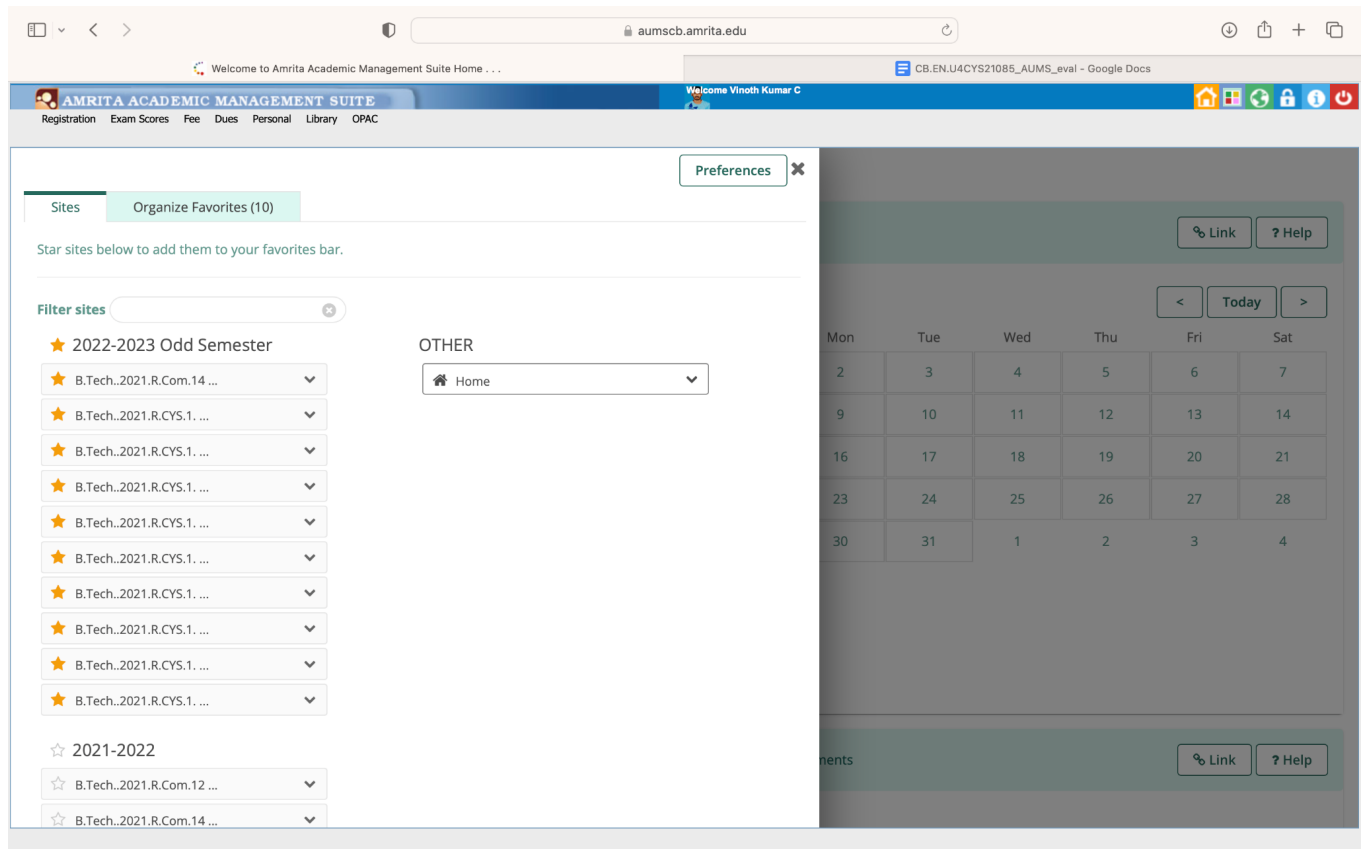 aumscb.amrita.edu
Welcome to Amrita Academic Management Suite Home . . .
CB.EN.U4CYS21085_AUMS_eval - Google Docs
AMRITA ACADEMIC MANAGEMENT SUITE
Welcome Vinoth Kumar C
Registration Exam Scores Fee Dues Personal Library OPAC
Preferences
Sites Organize Favorites (10)
Link ? Help
Star sites below to add them to your favorites bar.
Filter sites
< Today >
2022-2023 Odd Semester
OTHER
Mon Tue Wed Thu Fri Sat
B.Tech..2021.R.Com.14 ...
Home
2 3 4 5 6 7
B.Tech..2021.R.CYS.1. ...
9 10 11 12 13 14
B.Tech..2021.R.CYS.1. ...
16 17 18 19 20 21
B.Tech..2021.R.CYS.1. ...
23 24 25 26 27 28
B.Tech..2021.R.CYS.1. ...
30 31 1 2 3 4
B.Tech..2021.R.CYS.1. ...
B.Tech..2021.R.CYS.1. ...
B.Tech..2021.R.CYS.1. ...
B.Tech..2021.R.CYS.1. ...
B.Tech..2021.R.CYS.1. ...
2021-2022
nents
Link ? Help
B.Tech..2021.R.Com.12 ...
B.Tech..2021.R.Com.14 ...